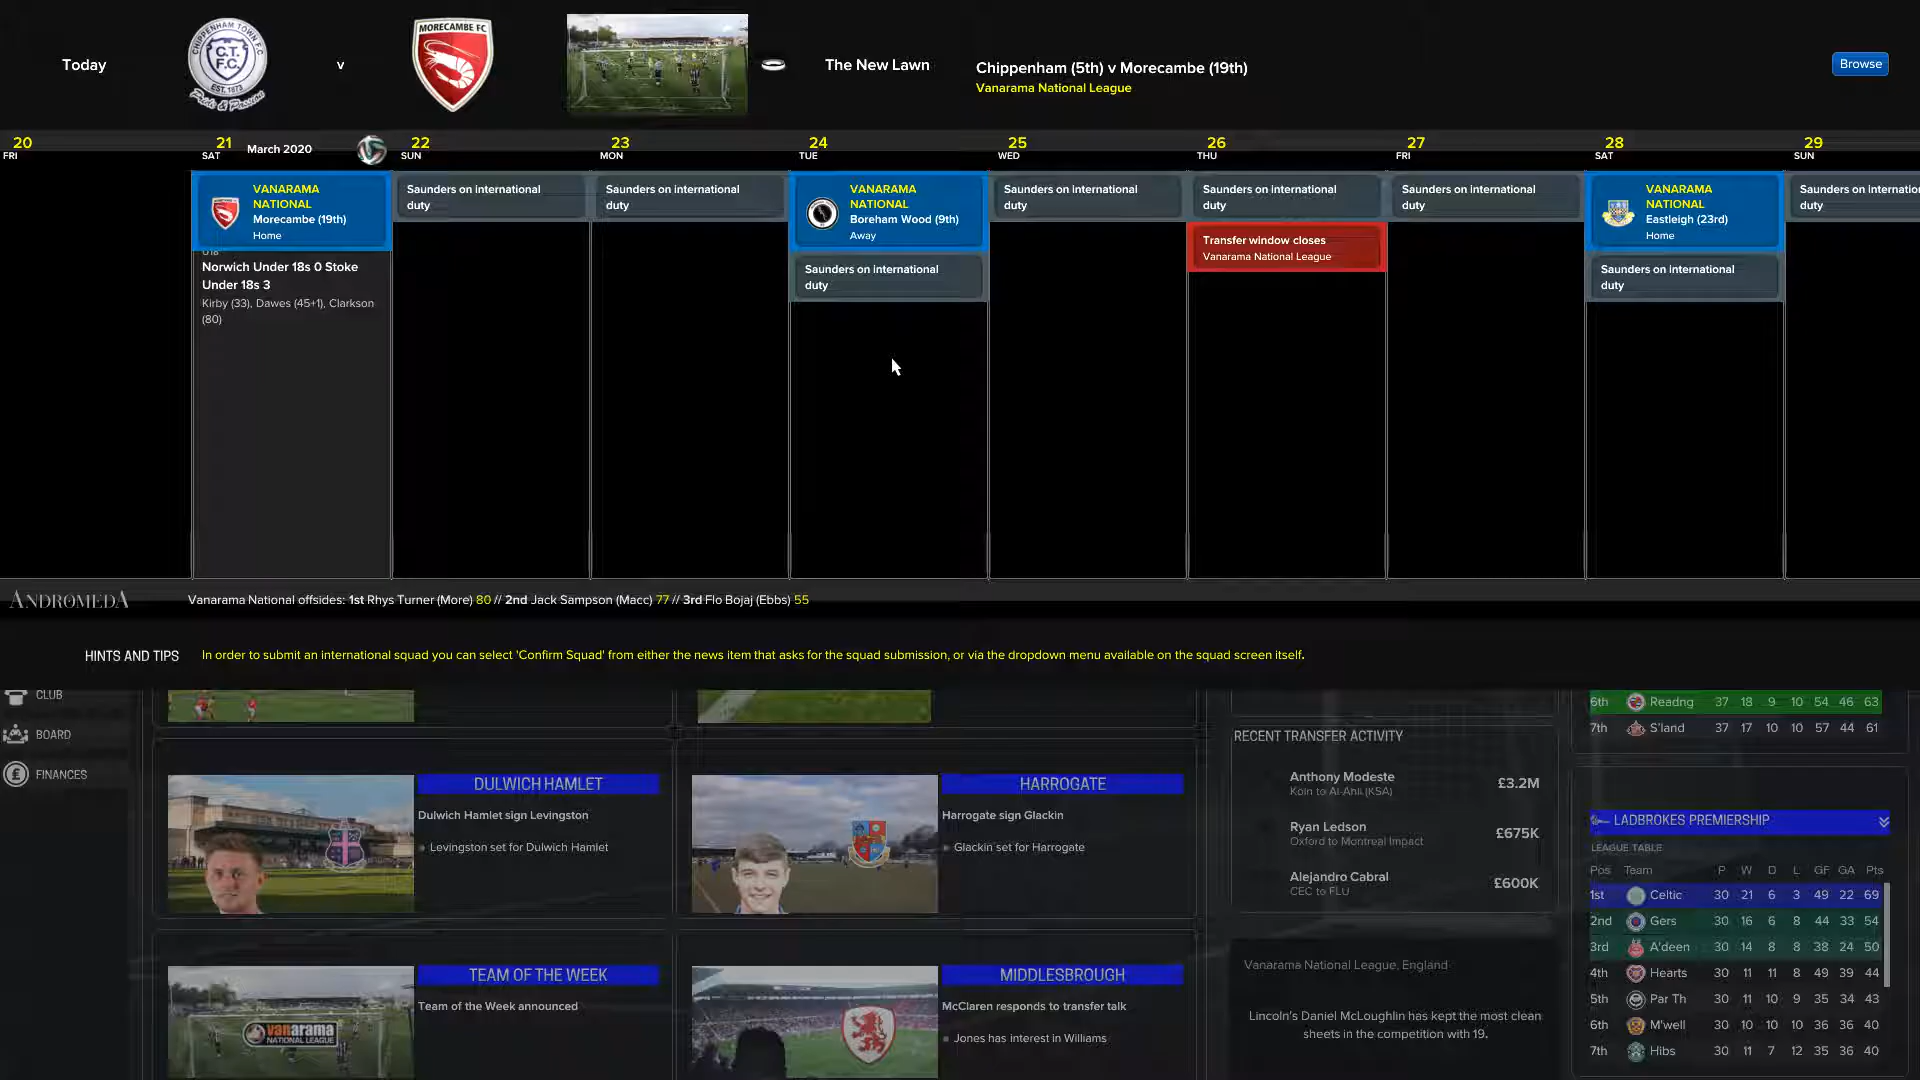 Today
CHIPPENHAM TOWN F.C
C.T.
F.C.
EST. 1873
Pride & Passion
v
MORECAMBE FC
The New Lawn
Chippenham (5th) v Morecambe (19th)
Vanarama National League
Browse
20
FRI
21
SAT
March 2020
22
SUN
23
MON
24
TUE
25
WED
26
THU
27
FRI
28
SAT
29
SUN
VANARAMA
NATIONAL
Morecambe (19th)
Home
U18
Norwich Under 18s 0 Stoke
Under 18s 3
Kirby (33), Dawes (45+1), Clarkson
(80)
Saunders on international
duty
Saunders on international
duty
VANARAMA
NATIONAL
Boreham Wood (9th)
Away
Saunders on international
duty
Saunders on international
duty
Saunders on international
duty
Transfer window closes
Vanarama National League
Saunders on international
duty
VANARAMA
NATIONAL
Eastleigh (23rd)
Home
Saunders on international
duty
Saunders on internatio
duty
ANDROMEDA
Vanarama National offsides: 1st Rhys Turner (More) 80 // 2nd Jack Sampson (Macc) 77 // 3rd Flo Bojaj (Ebbs) 55
HINTS AND TIPS
In order to submit an international squad you can select 'Confirm Squad' from either the news item that asks for the squad submission, or via the dropdown menu available on the squad screen itself.
CLUB
BOARD
FINANCES
DULWICH HAMLET
Dulwich Hamlet sign Levingston
Levingston set for Dulwich Hamlet
HARROGATE
Harrogate sign Glackin
Glackin set for Harrogate
TEAM OF THE WEEK
Team of the Week announced
vanarama
NATIONAL LEAGUE
MIDDLESBROUGH
McClaren responds to transfer talk
Jones has interest in Williams
RECENT TRANSFER ACTIVITY
Anthony Modeste £3.2M
Koln to Al-Ahli (KSA)
Ryan Ledson £675K
Oxford to Montreal Impact
Alejandro Cabral £600K
CEC to FLU
Vanarama National League, England
Lincoln's Daniel McLoughlin has kept the most clean
sheets in the competition with 19.
6th Readng 37 18 9 10 54 46 63
7th S'land 37 17 10 10 57 44 61
LADBROKES PREMIERSHIP
LEAGUE TABLE
Pos Team P W D L GF GA Pts
1st Celtic 30 21 6 3 49 22 69
2nd Gers 30 16 6 8 44 33 54
3rd A'deen 30 14 8 8 38 24 50
4th Hearts 30 11 11 8 49 39 44
5th Par Th 30 11 10 9 35 34 43
6th M'well 30 10 10 10 36 36 40
7th Hibs 30 11 7 12 35 36 40